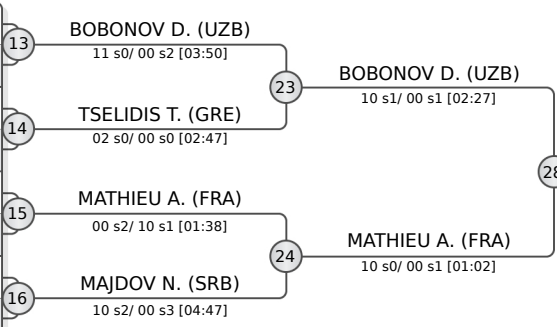 13
BOBONOV D. (UZB)
11 s0/ 00 s2 [03:50]
23
BOBONOV D. (UZB)
10 s1/ 00 s1 [02:27]
14
TSELIDIS T. (GRE)
02 s0/ 00 s0 [02:47]
28
15
MATHIEU A. (FRA)
00 s2/ 10 s1 [01:38]
24
MATHIEU A. (FRA)
10 s0/ 00 s1 [01:02]
16
MAJDOV N. (SRB)
10 s2/ 00 s3 [04:47]